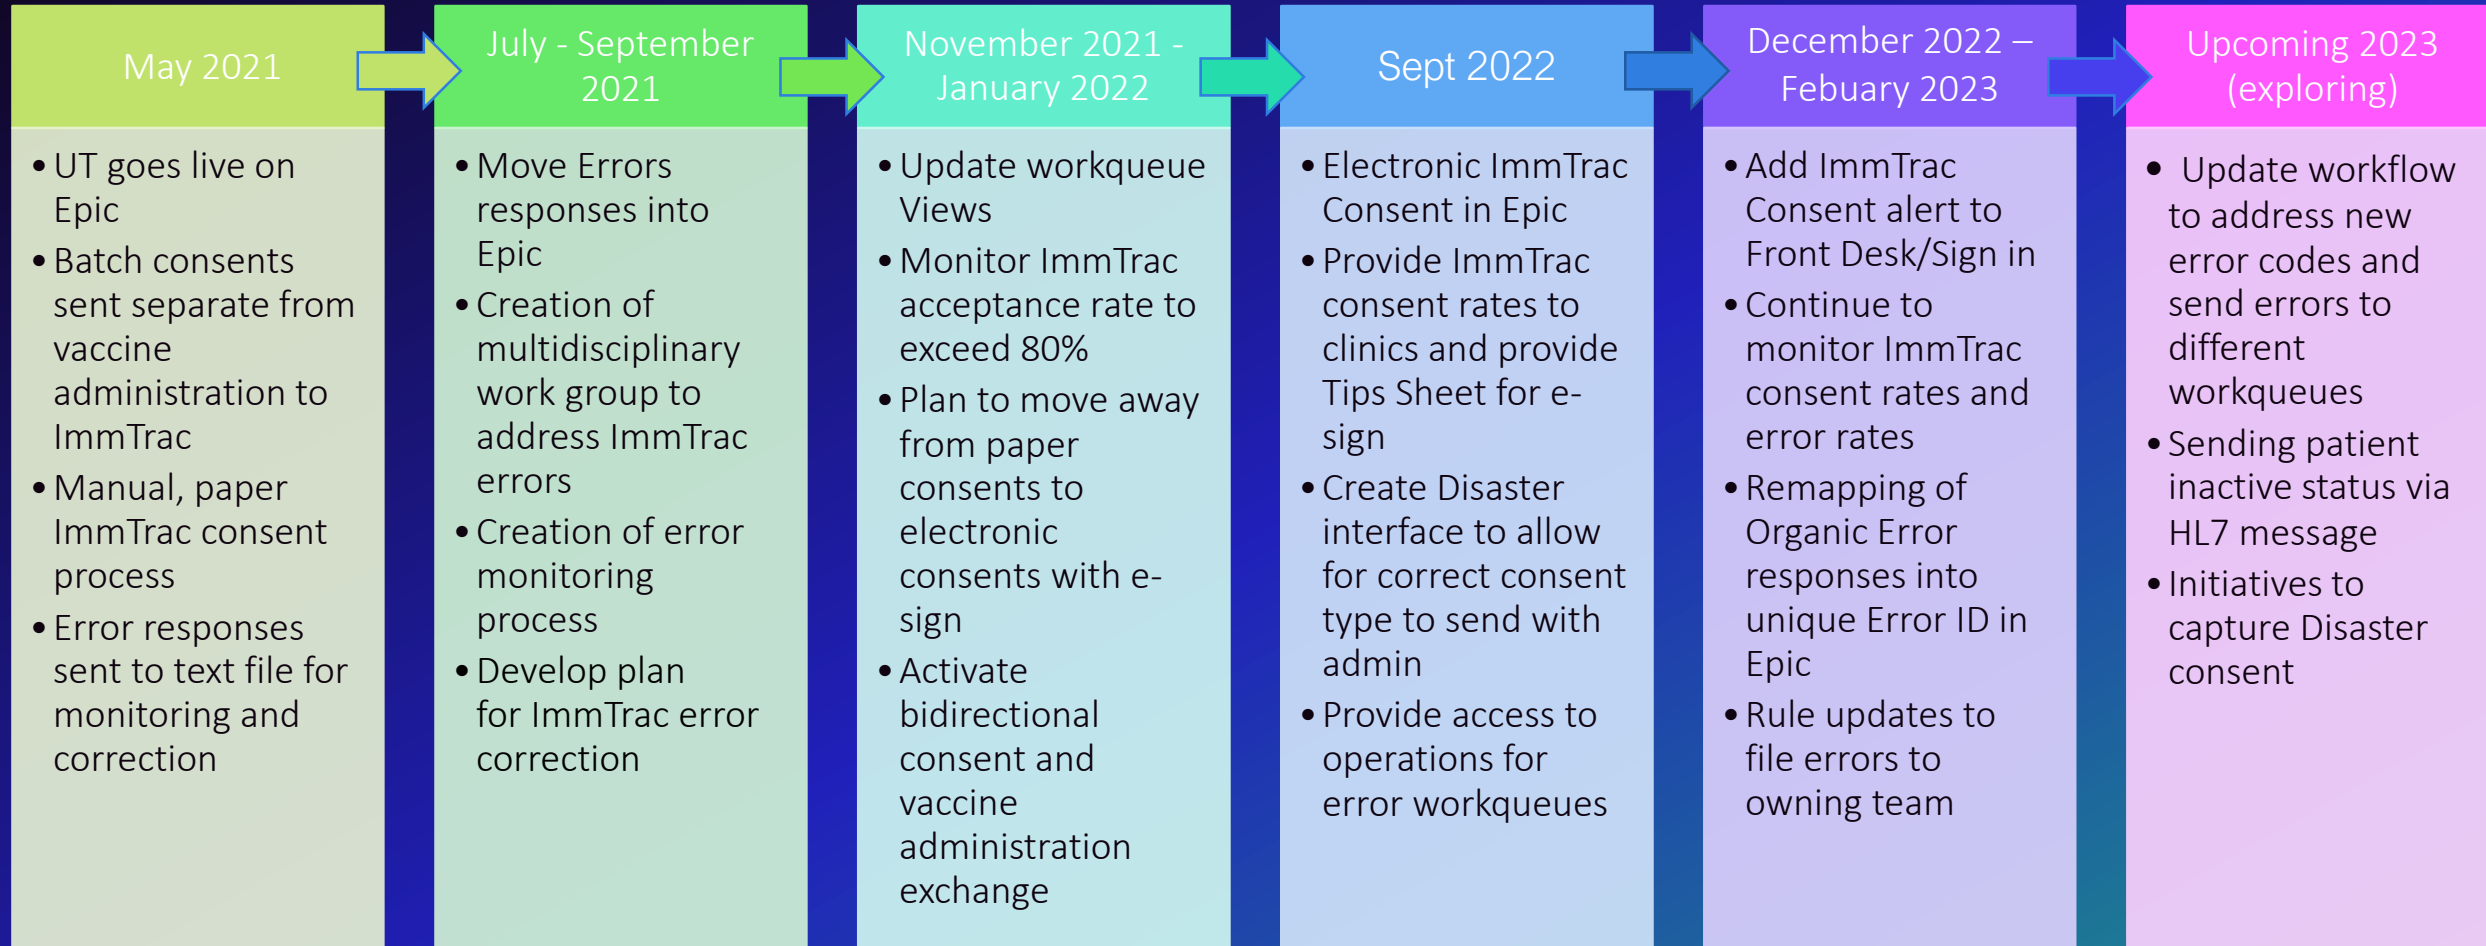 May 2021
• UT goes live on
Epic
• Batch consents
sent separate from
vaccine
administration to
ImmTrac
• Manual, paper
ImmTrac consent
process
• Error responses
sent to text file for
monitoring and
correction
July - September
2021
• Move Errors
responses into
Epic
• Creation of
multidisciplinary
work group to
address ImmTrac
errors
• Creation of error
monitoring
process
• Develop plan
for ImmTrac error
correction
November 2021 -
January 2022
• Update workqueue
Views
• Monitor ImmTrac
acceptance rate to
exceed 80%
• Plan to move away
from paper
consents to
electronic
consents with e-
sign
• Activate
bidirectional
consent and
vaccine
administration
exchange
Sept 2022
• Electronic ImmTrac
Consent in Epic
• Provide ImmTrac
consent rates to
clinics and provide
Tips Sheet for e-
sign
• Create Disaster
interface to allow
for correct consent
type to send with
admin
• Provide access to
operations for
error workqueues
December 2022 –
Febuary 2023
• Add ImmTrac
Consent alert to
Front Desk/Sign in
• Continue to
monitor ImmTrac
consent rates and
error rates
• Remapping of
Organic Error
responses into
unique Error ID in
Epic
• Rule updates to
file errors to
owning team
Upcoming 2023
(exploring)
• Update workflow
to address new
error codes and
send errors to
different
workqueues
• Sending patient
inactive status via
HL7 message
• Initiatives to
capture Disaster
consent